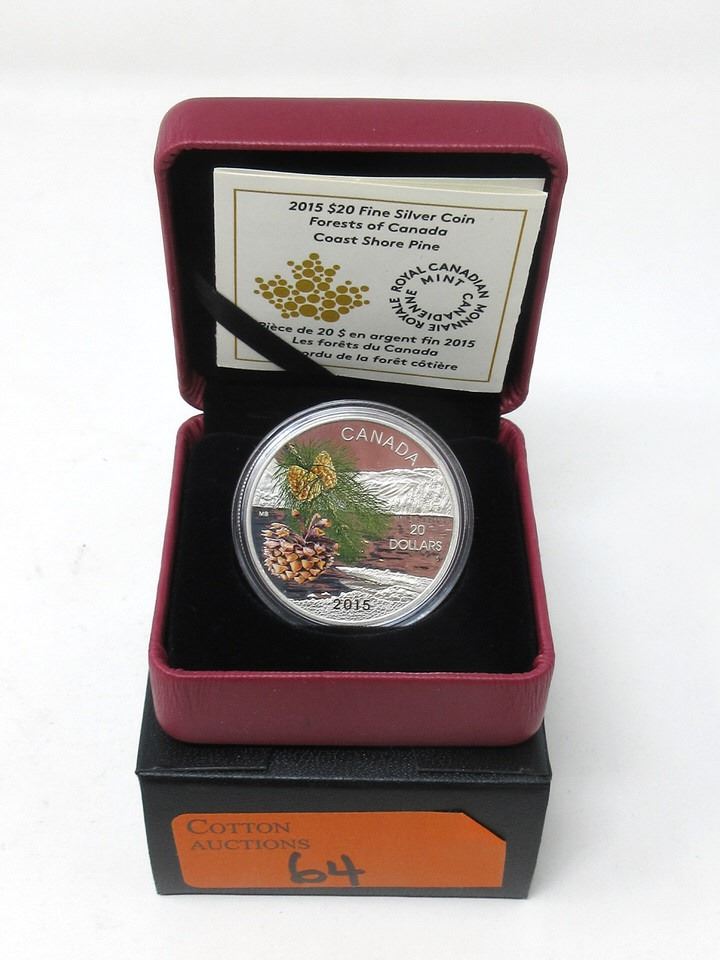 2015 $20 Fine Silver Coin
Forests of Canada
Coast Shore Pine
ROYAL CANADIAN MINT
MONNAIE ROYALE CANADIENNE
Pièce de 20 $ en argent fin 2015
Les forêts du Canada
ordu de la forêt côtière
CANADA
MB
20
DOLLARS
2015
COTTON
AUCTIONS
64